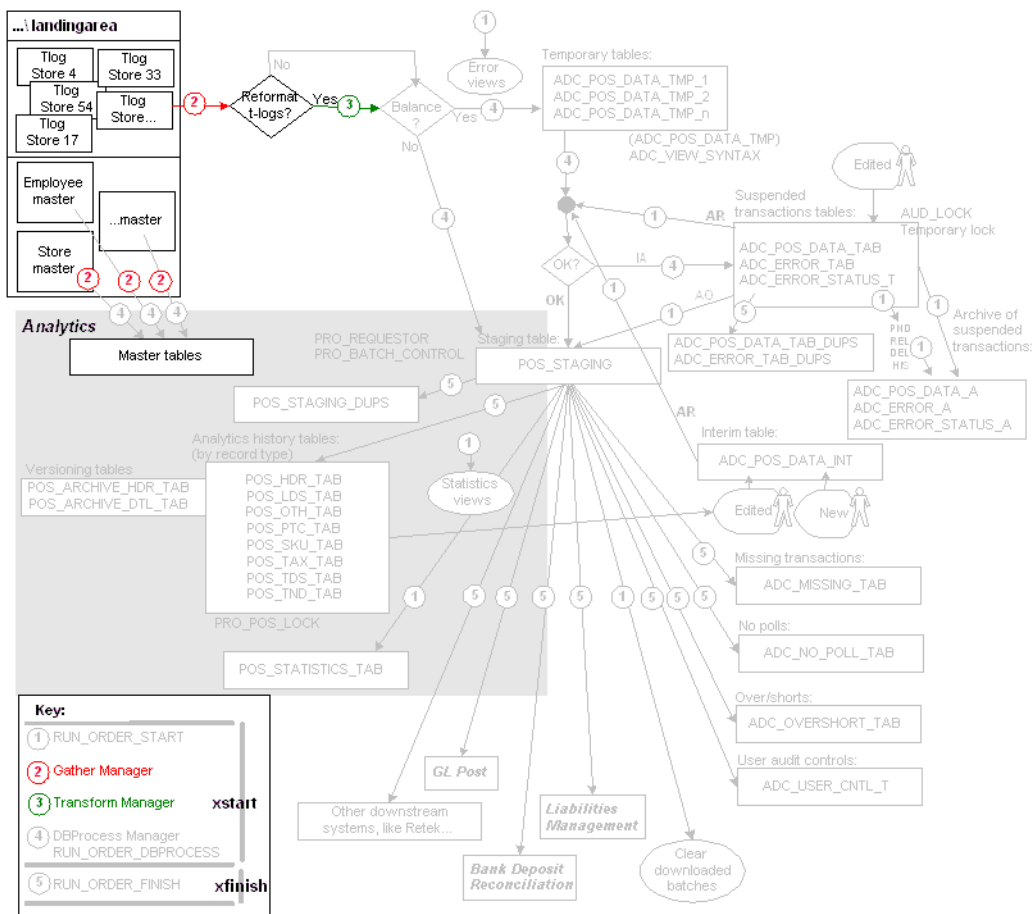 ...\landingarea
Tlog
Store 4
Tlog
Store 33
Tlog
Store 54
Tlog
Store...
Tlog
Store 17
2
Reformat
t-logs?
No
Yes
3
Balance
?
Yes
4
No
4
1
Error
views
Temporary tables:
ADC_POS_DATA_TMP_1
ADC_POS_DATA_TMP_2
ADC_POS_DATA_TMP_n
(ADC_POS_DATA_TMP)
ADC_VIEW_SYNTAX
4
Edited
Employee
master
...master
Store
master
2
2
2
4
4
4
Suspended
transactions tables:
AUD_LOCK
Temporary lock
AR
1
ADC_POS_DATA_TAB
ADC_ERROR_TAB
ADC_ERROR_STATUS_T
OK?
IA
4
OK
1
AO
1
5
1
1
PHD
REL
DEL
HIS
1
Archive of
suspended
transactions:
ADC_POS_DATA_TAB_DUPS
ADC_ERROR_TAB_DUPS
ADC_POS_DATA_A
ADC_ERROR_A
ADC_ERROR_STATUS_A
Analytics
Master tables
PRO_REQUESTOR
PRO_BATCH_CONTROL
Staging table:
POS_STAGING
5
POS_STAGING_DUPS
5
Analytics history tables:
(by record type)
Versioning tables
POS_ARCHIVE_HDR_TAB
POS_ARCHIVE_DTL_TAB
POS_HDR_TAB
POS_LDS_TAB
POS_OTH_TAB
POS_PTC_TAB
POS_SKU_TAB
POS_TAX_TAB
POS_TDS_TAB
POS_TND_TAB
PRO_POS_LOCK
1
Statistics
views
AR
Interim table:
ADC_POS_DATA_INT
Edited
New
POS_STATISTICS_TAB
1
5
5
5
5
1
5
5
5
5
Missing transactions:
ADC_MISSING_TAB
No polls:
ADC_NO_POLL_TAB
Over/shorts:
ADC_OVERSHORT_TAB
User audit controls:
ADC_USER_CNTL_T
GL Post
Other downstream
systems, like Retek...
Liabilities
Management
Bank Deposit
Reconciliation
Clear
downloaded
batches
Key:
1 RUN_ORDER_START
2 Gather Manager
3 Transform Manager xstart
4 DBProcess Manager
RUN_ORDER_DBPROCESS
5 RUN_ORDER_FINISH xfinish